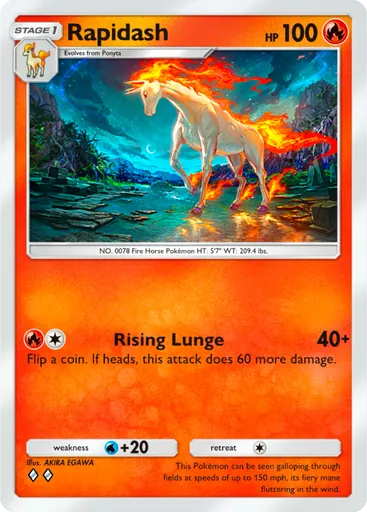 STAGE 1
Rapidash
HP 100
Evolves from Ponyta
NO. 0078 Fire Horse Pokémon HT: 5'7" WT: 209.4 lbs.
Rising Lunge 40+
Flip a coin. If heads, this attack does 60 more damage.
weakness +20
retreat
Illus. AKIRA EGAWA
This Pokémon can be seen galloping through
fields at speeds of up to 150 mph, its fiery mane
fluttering in the wind.